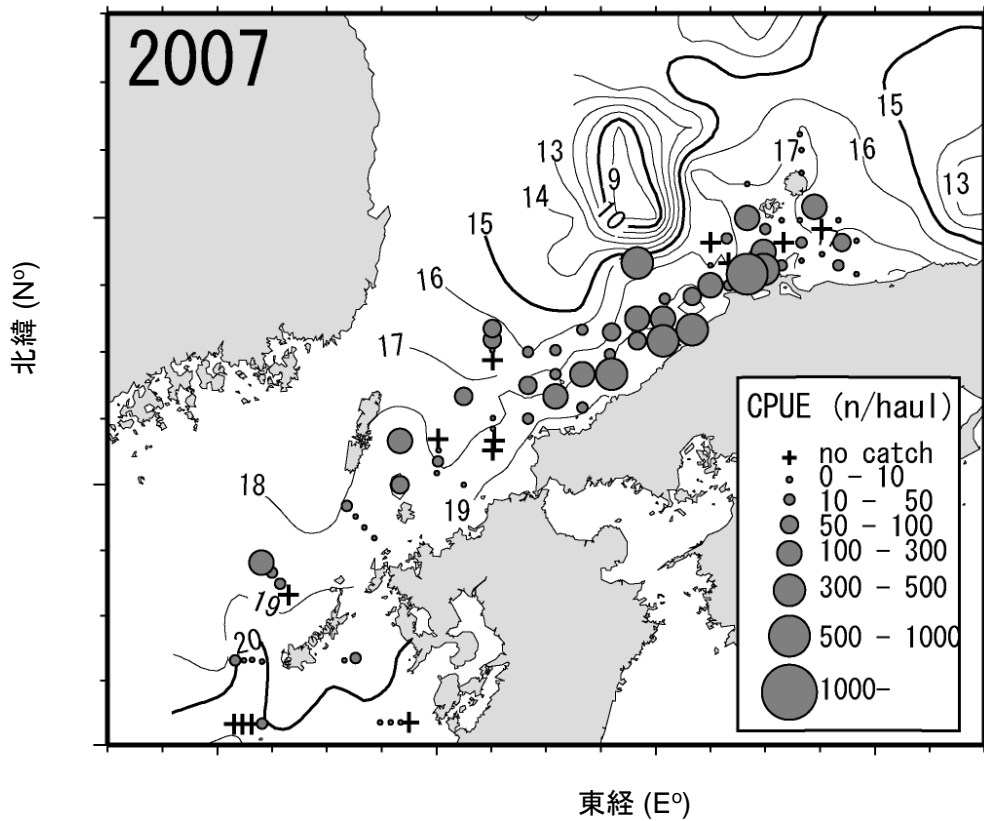 2007
15
17
16
13
9
13
14
10
15
16
17
18
19
19
20
CPUE (n/haul)
no catch
0 - 10
10 - 50
50 - 100
100 - 300
300 - 500
500 - 1000
1000-
北緯 (N°)
東経 (E°)